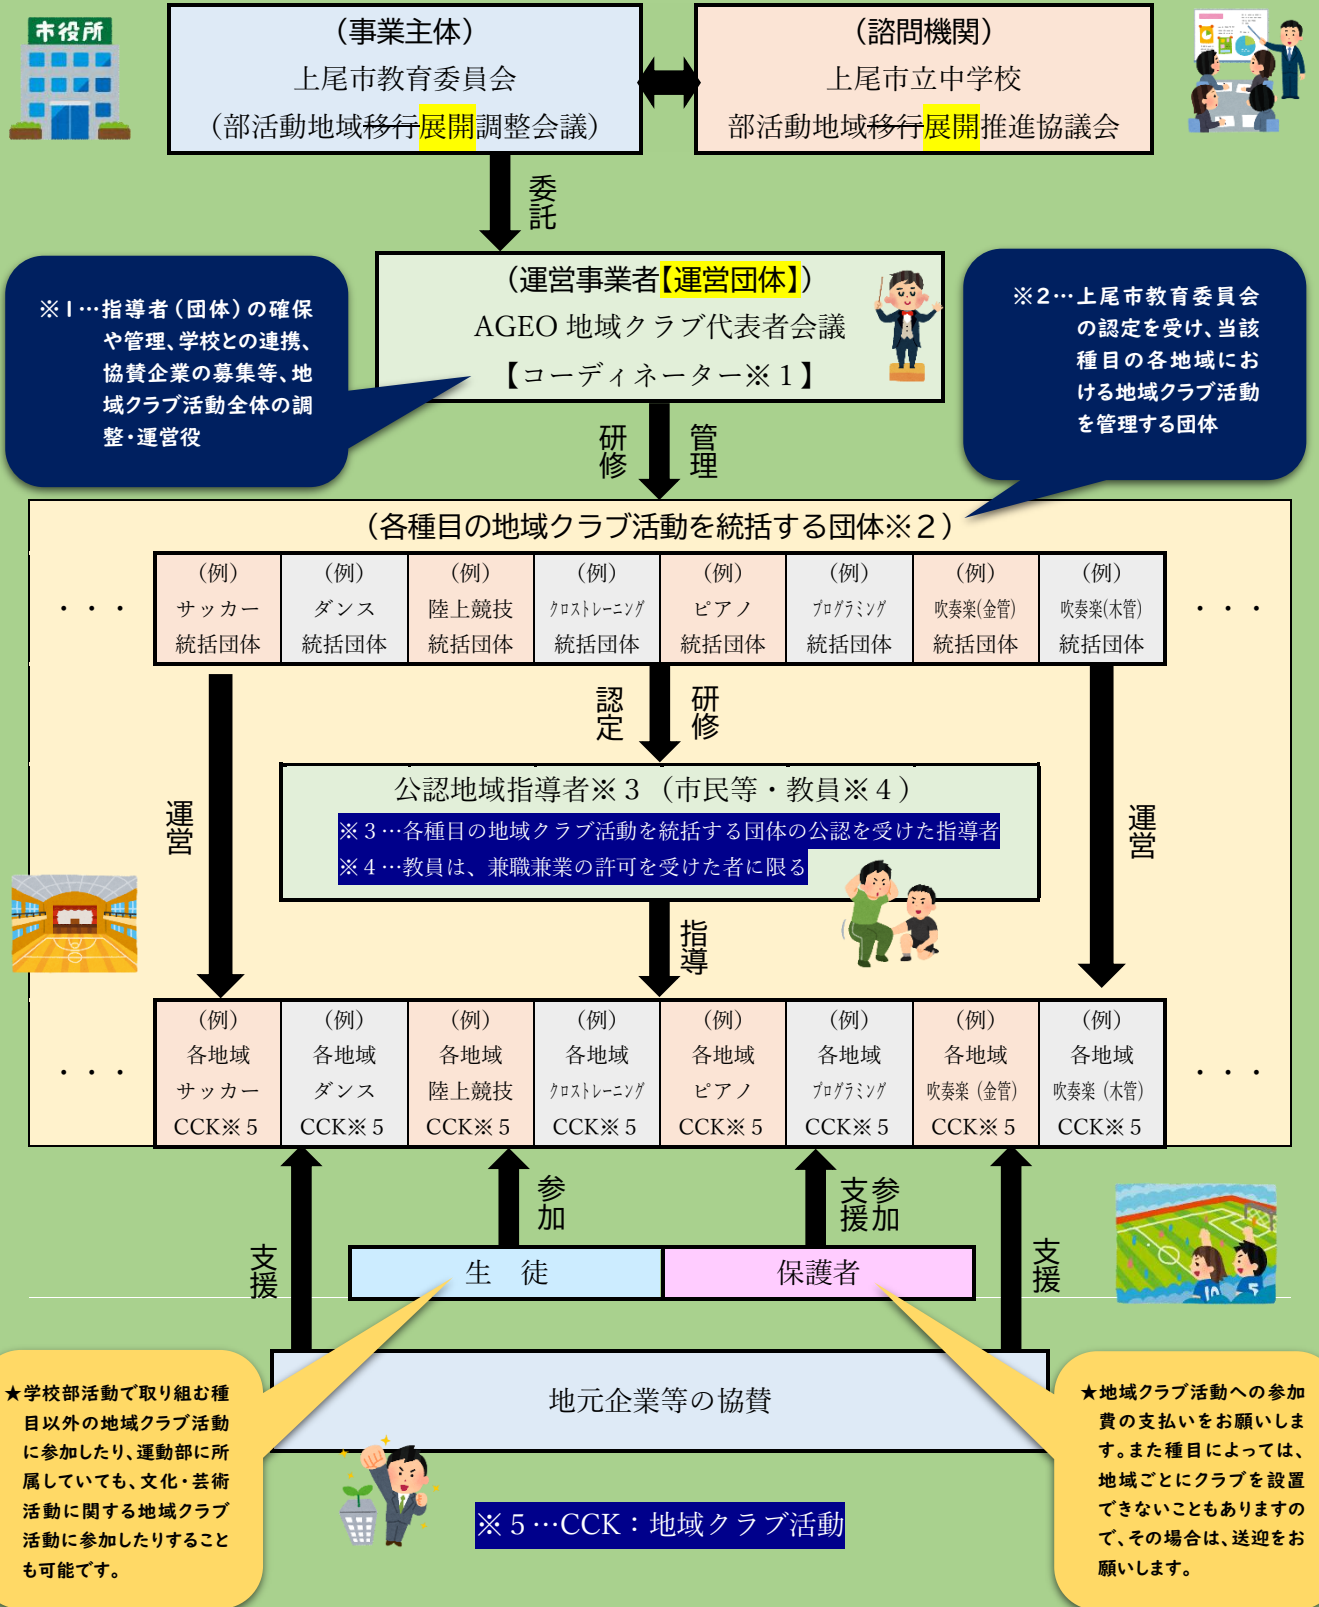 市役所
（事業主体）
上尾市教育委員会
（部活動地域移行展開調整会議）
（諮問機関）
上尾市立中学校
部活動地域移行展開推進協議会
委託
（運営事業者【運営団体】）
AGEO 地域クラブ代表者会議
【コーディネーター※１】
※１…指導者（団体）の確保
や管理、学校との連携、
協賛企業の募集等、地
域クラブ活動全体の調
整・運営役
※２…上尾市教育委員会
の認定を受け、当該
種目の各地域にお
ける地域クラブ活動
を管理する団体
研修
管理
（各種目の地域クラブ活動を統括する団体※２）
・・・
（例）
サッカー
統括団体
（例）
ダンス
統括団体
（例）
陸上競技
統括団体
（例）
クロストレーニング
統括団体
（例）
ピアノ
統括団体
（例）
プログラミング
統括団体
（例）
吹奏楽(金管)
統括団体
（例）
吹奏楽(木管)
統括団体
・・・
認定
研修
運営
公認地域指導者※３（市民等・教員※４）
※３…各種目の地域クラブ活動を統括する団体の公認を受けた指導者
※４…教員は、兼職兼業の許可を受けた者に限る
運営
指導
・・・
（例）
各地域
サッカー
CCK※５
（例）
各地域
ダンス
CCK※５
（例）
各地域
陸上競技
CCK※５
（例）
各地域
クロストレーニング
CCK※５
（例）
各地域
ピアノ
CCK※５
（例）
各地域
プログラミング
CCK※５
（例）
各地域
吹奏楽（金管）
CCK※５
（例）
各地域
吹奏楽（木管）
CCK※５
・・・
支援
参加
参加
支援
支援
生　徒
保護者
地元企業等の協賛
★学校部活動で取り組む種
目以外の地域クラブ活動
に参加したり、運動部に所
属していても、文化・芸術
活動に関する地域クラブ
活動に参加したりすること
も可能です。
★地域クラブ活動への参加
費の支払いをお願いしま
す。また種目によっては、
地域ごとにクラブを設置
できないこともありますの
で、その場合は、送迎をお
願いします。
※５…CCK：地域クラブ活動
10
5